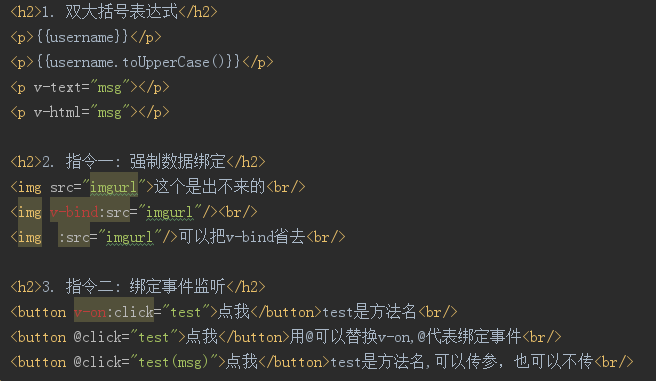 <h2>1. 双大括号表达式</h2>
<p>{{username}}</p>
<p>{{username.toUpperCase()}}</p>
<p v-text="msg"></p>
<p v-html="msg"></p>
<h2>2. 指令一: 强制数据绑定</h2>
<img src="imgurl">这个是出不来的<br/>
<img v-bind:src="imgurl"/><br/>
<img  :src="imgurl"/>可以把v-bind省去<br/>
<h2>3. 指令二: 绑定事件监听</h2>
<button v-on:click="test">点我</button>test是方法名<br/>
<button @click="test">点我</button>用@可以替换v-on,@代表绑定事件<br/>
<button @click="test(msg)">点我</button>test是方法名,可以传参，也可以不传<br/>